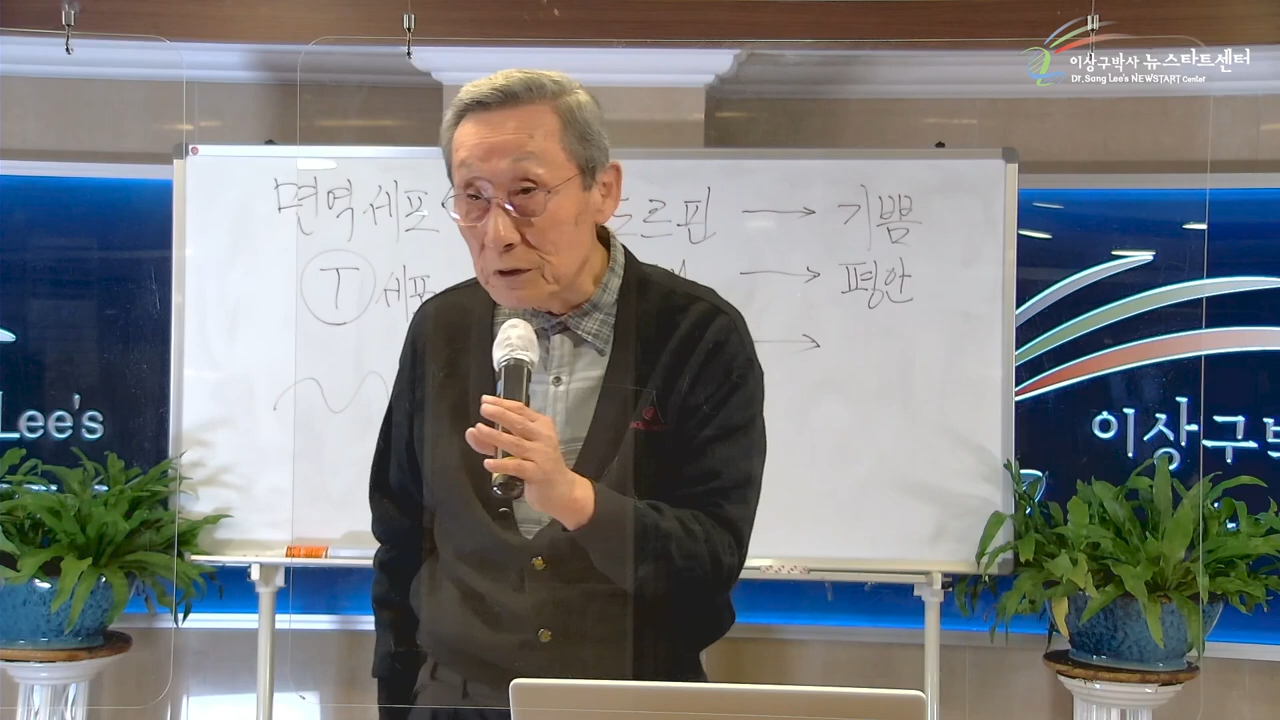 이상구박사 뉴스타트센터
Dr. Sang Lee's NEWSTART Center
면역세포 도르핀 → 기쁨
T 세포 → 평안
→
Lee's
이상구